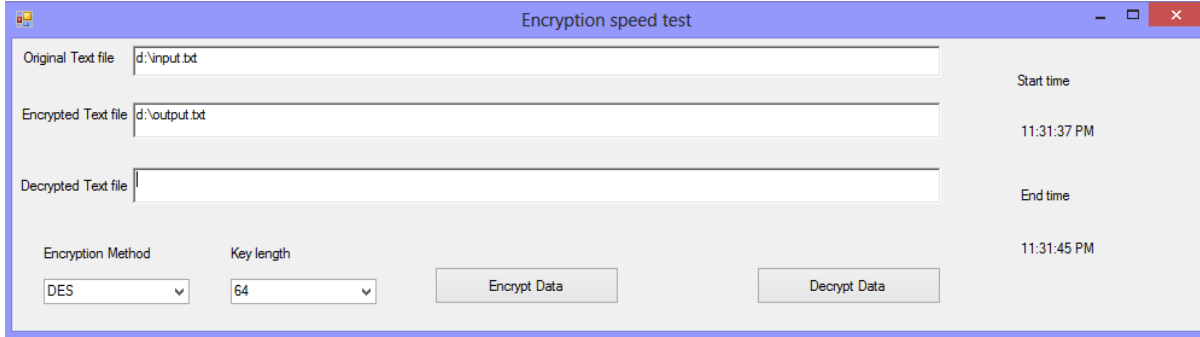 Encryption speed test
Original Text file
d:\input.txt
Start time
Encrypted Text file
d:\output.txt
11:31:37 PM
Decrypted Text file
End time
Encryption Method
Key length
11:31:45 PM
DES
64
Encrypt Data
Decrypt Data